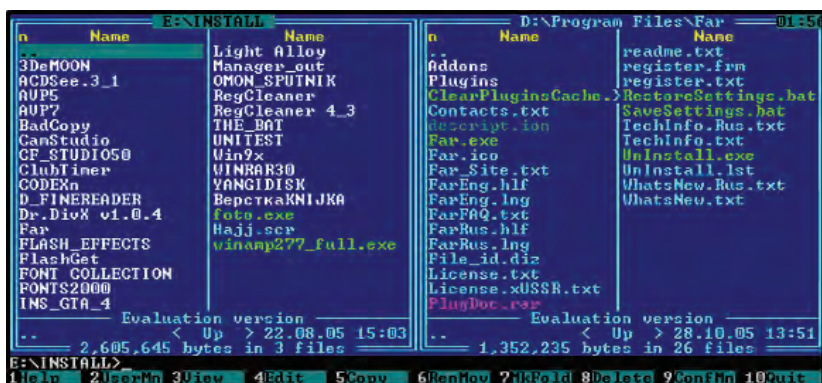 E:\INSTALL
n Name Name
..
3DeMOON
ACDSee.3_1
AVP5
AVP7
BadCopy
CamStudio
CF_STUDIO50
ClubTimer
CODEXn
D_FINEREADER
Dr.DivX v1.0.4
Far
FLASH_EFFECTS
FlashGet
FONT COLLECTION
FONTS2000
INS_GTA_4
Light Alloy
Manager_out
OMON_SPUTNIK
RegCleaner
RegCleaner 4_3
THE_BAT
UNITEST
Win9x
WINRAR30
YANGIDISK
ВерсткаKNIJKA
foto.exe
Hajj.scr
winamp277_full.exe
Evaluation version
.. < Up > 22.08.05 15:03
2,605,645 bytes in 3 files
D:\Program Files\Far 01:56
n Name Name
..
Addons
Plugins
ClearPluginsCache.}
Contacts.txt
descript.ion
Far.exe
Far.ico
Far_Site.txt
FarEng.hlf
FarEng.lng
FarFAQ.txt
FarRus.hlf
FarRus.lng
File_id.diz
License.txt
License.xUSSR.txt
PlugDoc.rar
readme.txt
register.frm
register.txt
RestoreSettings.bat
SaveSettings.bat
TechInfo.Rus.txt
TechInfo.txt
UnInstall.exe
UnInstall.lst
WhatsNew.Rus.txt
WhatsNew.txt
Evaluation version
.. < Up > 28.10.05 13:51
1,352,235 bytes in 26 files
E:\INSTALL>_
1Help 2UserMn 3View 4Edit 5Copy 6RenMov 7MkFold 8Delete 9ConfMn 10Quit